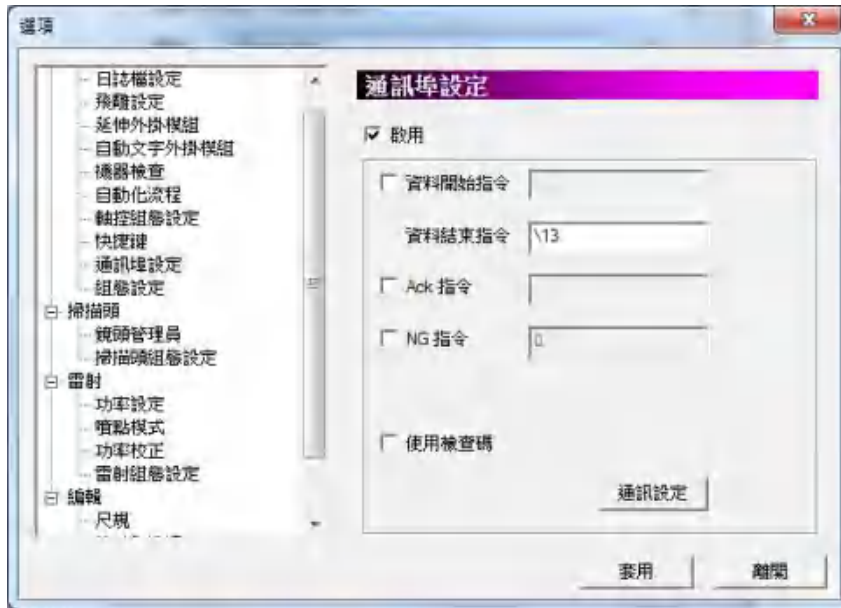 選項
日誌檔設定
飛雕設定
延伸外掛模組
自動文字外掛模組
機器檢查
自動化流程
軸控組態設定
快捷鍵
通訊埠設定
組態設定
掃描頭
鏡頭管理員
掃描頭組態設定
雷射
功率設定
噴點模式
功率校正
雷射組態設定
編輯
尺規
通訊埠設定
啟用
資料開始指令
資料結束指令 \13
Ack 指令
NG 指令 0
使用檢查碼
通訊設定
套用 離開